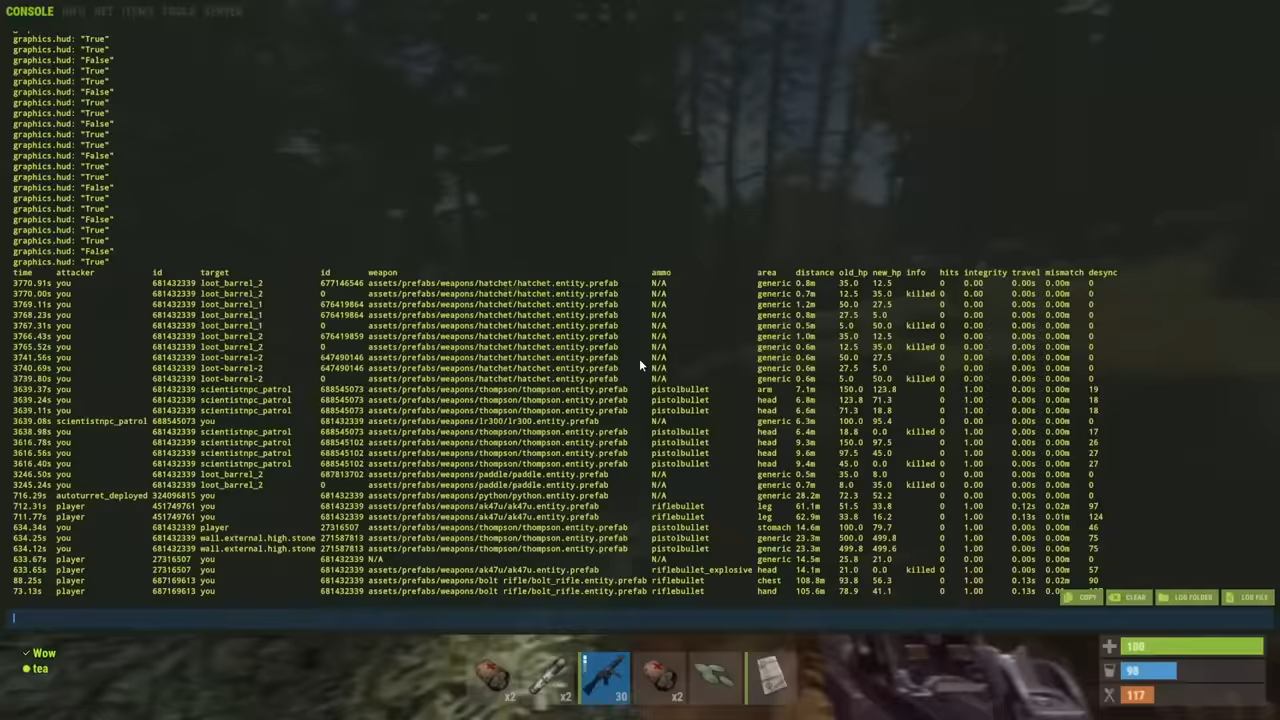 CONSOLE INFO NET ITEMS TOOLS SERVER
graphics.hud: "True"
graphics.hud: "True"
graphics.hud: "False"
graphics.hud: "True"
graphics.hud: "True"
graphics.hud: "False"
graphics.hud: "True"
graphics.hud: "True"
graphics.hud: "False"
graphics.hud: "True"
graphics.hud: "True"
graphics.hud: "False"
graphics.hud: "True"
graphics.hud: "True"
graphics.hud: "False"
graphics.hud: "True"
graphics.hud: "True"
graphics.hud: "False"
graphics.hud: "True"
graphics.hud: "True"
graphics.hud: "False"
graphics.hud: "True"
time attacker id target id weapon ammo area distance old_hp new_hp info hits integrity travel mismatch desync
3770.91s you 681432339 loot_barrel_2 677146546 assets/prefabs/weapons/hatchet/hatchet.entity.prefab N/A generic 0.8m 35.0 12.5 0 0.00 0.00s 0.00m 0
3770.00s you 681432339 loot_barrel_2 0 assets/prefabs/weapons/hatchet/hatchet.entity.prefab N/A generic 0.7m 12.5 35.0 killed 0 0.00 0.00s 0.00m 0
3769.11s you 681432339 loot_barrel_1 676419864 assets/prefabs/weapons/hatchet/hatchet.entity.prefab N/A generic 1.2m 50.0 27.5 0 0.00 0.00s 0.00m 0
3768.23s you 681432339 loot_barrel_1 676419864 assets/prefabs/weapons/hatchet/hatchet.entity.prefab N/A generic 0.8m 27.5 5.0 0 0.00 0.00s 0.00m 0
3767.31s you 681432339 loot_barrel_1 0 assets/prefabs/weapons/hatchet/hatchet.entity.prefab N/A generic 0.5m 5.0 50.0 killed 0 0.00 0.00s 0.00m 0
3766.43s you 681432339 loot_barrel_2 676419859 assets/prefabs/weapons/hatchet/hatchet.entity.prefab N/A generic 1.0m 35.0 12.5 0 0.00 0.00s 0.00m 0
3765.52s you 681432339 loot_barrel_2 0 assets/prefabs/weapons/hatchet/hatchet.entity.prefab N/A generic 0.6m 12.5 35.0 killed 0 0.00 0.00s 0.00m 0
3741.56s you 681432339 loot-barrel-2 647490146 assets/prefabs/weapons/hatchet/hatchet.entity.prefab N/A generic 0.6m 50.0 27.5 0 0.00 0.00s 0.00m 0
3740.69s you 681432339 loot-barrel-2 647490146 assets/prefabs/weapons/hatchet/hatchet.entity.prefab N/A generic 0.6m 27.5 5.0 0 0.00 0.00s 0.00m 0
3739.80s you 681432339 loot-barrel-2 0 assets/prefabs/weapons/hatchet/hatchet.entity.prefab N/A generic 0.6m 5.0 50.0 killed 0 0.00 0.00s 0.00m 0
3639.37s you 681432339 scientistnpc_patrol 688545073 assets/prefabs/weapons/thompson/thompson.entity.prefab pistolbullet arm 7.1m 150.0 123.8 0 1.00 0.00s 0.00m 19
3639.24s you 681432339 scientistnpc_patrol 688545073 assets/prefabs/weapons/thompson/thompson.entity.prefab pistolbullet head 6.8m 123.8 71.3 0 1.00 0.00s 0.00m 18
3639.11s you 681432339 scientistnpc_patrol 688545073 assets/prefabs/weapons/thompson/thompson.entity.prefab pistolbullet head 6.6m 71.3 18.8 0 1.00 0.00s 0.00m 18
3639.08s scientistnpc_patrol 688545073 you 681432339 assets/prefabs/weapons/lr300/lr300.entity.prefab N/A generic 6.3m 100.0 95.4 0 0.00 0.00s 0.00m 0
3638.98s you 681432339 scientistnpc_patrol 688545073 assets/prefabs/weapons/thompson/thompson.entity.prefab pistolbullet head 6.4m 18.8 0.0 killed 0 1.00 0.00s 0.00m 17
3616.78s you 681432339 scientistnpc_patrol 688545102 assets/prefabs/weapons/thompson/thompson.entity.prefab pistolbullet head 9.3m 150.0 97.5 0 1.00 0.00s 0.00m 26
3616.56s you 681432339 scientistnpc_patrol 688545102 assets/prefabs/weapons/thompson/thompson.entity.prefab pistolbullet head 9.6m 97.5 45.0 0 1.00 0.00s 0.00m 27
3616.40s you 681432339 scientistnpc_patrol 688545102 assets/prefabs/weapons/thompson/thompson.entity.prefab pistolbullet head 9.4m 45.0 0.0 killed 0 1.00 0.00s 0.00m 27
3246.50s you 681432339 loot_barrel_2 687813702 assets/prefabs/weapons/paddle/paddle.entity.prefab N/A generic 0.5m 35.0 8.0 0 0.00 0.00s 0.00m 0
3245.24s you 681432339 loot_barrel_2 0 assets/prefabs/weapons/paddle/paddle.entity.prefab N/A generic 0.7m 8.0 35.0 killed 0 0.00 0.00s 0.00m 0
716.29s autoturret_deployed 324096815 you 681432339 assets/prefabs/weapons/python/python.entity.prefab N/A generic 28.2m 72.3 52.2 0 0.00 0.00s 0.00m 0
712.31s player 451749761 you 681432339 assets/prefabs/weapons/ak47u/ak47u.entity.prefab riflebullet leg 61.1m 51.5 33.8 0 1.00 0.12s 0.02m 97
711.77s player 451749761 you 681432339 assets/prefabs/weapons/ak47u/ak47u.entity.prefab riflebullet leg 62.9m 33.8 16.2 0 1.00 0.13s 0.01m 124
634.34s you 681432339 player 27316507 assets/prefabs/weapons/thompson/thompson.entity.prefab pistolbullet stomach 14.6m 100.0 79.7 0 1.00 0.00s 0.00m 46
634.25s you 681432339 wall.external.high.stone 271587813 assets/prefabs/weapons/thompson/thompson.entity.prefab pistolbullet generic 23.3m 500.0 499.8 0 1.00 0.00s 0.00m 75
634.12s you 681432339 wall.external.high.stone 271587813 assets/prefabs/weapons/thompson/thompson.entity.prefab pistolbullet generic 23.3m 499.8 499.6 0 1.00 0.00s 0.00m 75
633.67s player 27316507 you 681432339 N/A N/A generic 14.5m 25.8 21.0 0 0.00 0.00s 0.00m 0
633.65s player 27316507 you 681432339 assets/prefabs/weapons/ak47u/ak47u.entity.prefab riflebullet_explosive head 14.1m 21.0 0.0 killed 0 1.00 0.00s 0.00m 57
88.25s player 687169613 you 681432339 assets/prefabs/weapons/bolt rifle/bolt_rifle.entity.prefab riflebullet chest 108.8m 93.8 56.3 0 1.00 0.13s 0.02m 90
73.13s player 687169613 you 681432339 assets/prefabs/weapons/bolt rifle/bolt_rifle.entity.prefab riflebullet hand 105.6m 78.9 41.1 0 1.00 0.13s
COPY CLEAR LOG FOLDER LOG FILE
Wow
tea
x2 x2 30 x2
100
98
117